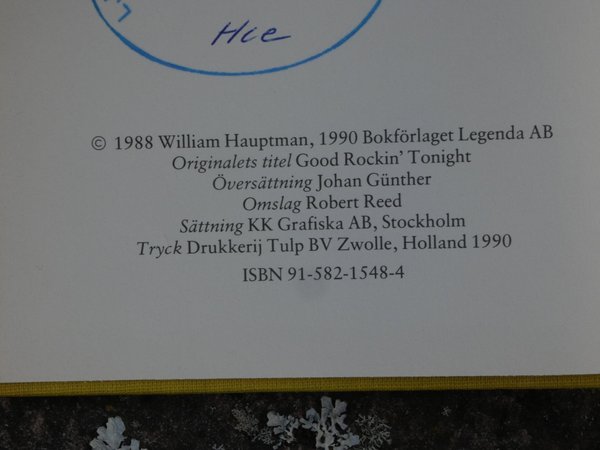 Hce
© 1988 William Hauptman, 1990 Bokförlaget Legenda AB
Originalets titel Good Rockin' Tonight
Översättning Johan Günther
Omslag Robert Reed
Sättning KK Grafiska AB, Stockholm
Tryck Drukkerij Tulp BV Zwolle, Holland 1990
ISBN 91-582-1548-4